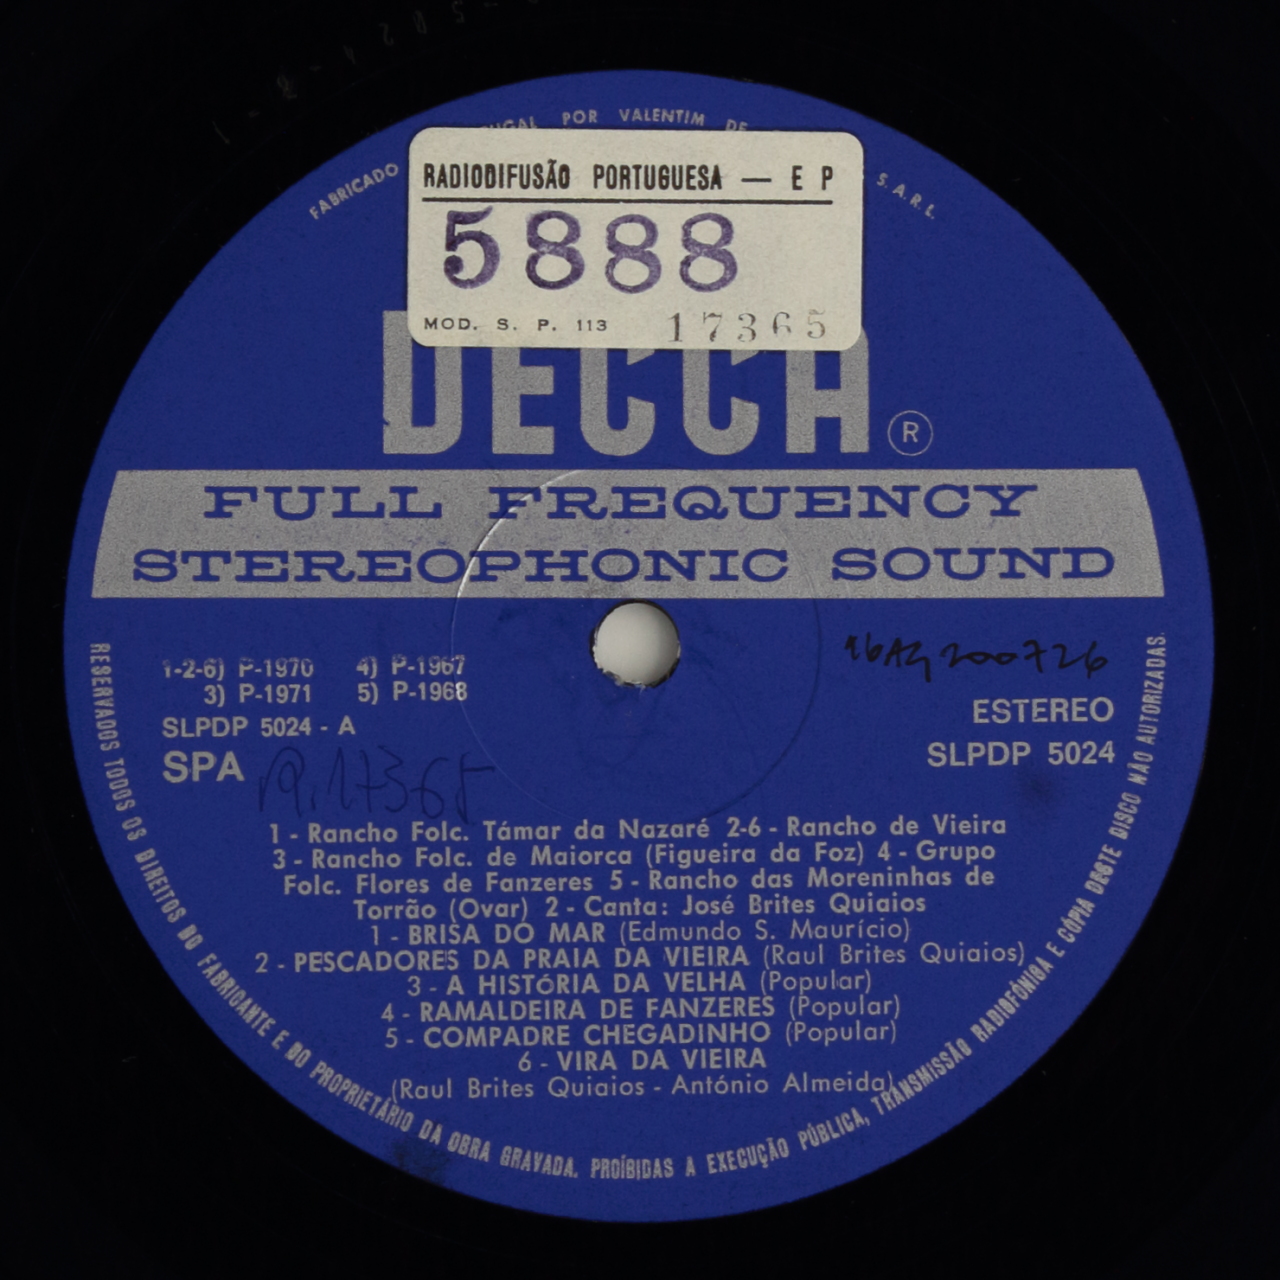 FABRICADO
POR VALENTIM DE
S.A.R.L.
RADIODIFUSÃO PORTUGUESA — E P
5888
MOD. S. P. 113 17365
DECCA ®
FULL FREQUENCY
STEREOPHONIC SOUND
1-2-6) P-1970 4) P-1967
3) P-1971 5) P-1968
SLPDP 5024 - A
SPA
17365
ESTEREO
SLPDP 5024
1 - Rancho Folc. Támar da Nazaré 2-6 - Rancho de Vieira
3 - Rancho Folc. de Maiorca (Figueira da Foz) 4 - Grupo
Folc. Flores de Fanzeres 5 - Rancho das Moreninhas de
Torrão (Ovar) 2 - Canta: José Brites Quiaios
1 - BRISA DO MAR (Edmundo S. Maurício)
2 - PESCADORES DA PRAIA DA VIEIRA (Raul Brites Quiaios)
3 - A HISTÓRIA DA VELHA (Popular)
4 - RAMALDEIRA DE FANZERES (Popular)
5 - COMPADRE CHEGADINHO (Popular)
6 - VIRA DA VIEIRA
(Raul Brites Quiaios - António Almeida)
RESERVADOS TODOS OS DIREITOS DO FABRICANTE E DO PROPRIETÁRIO DA OBRA GRAVADA. PROÍBIDAS A EXECUÇÃO PÚBLICA, TRANSMISSÃO RADIOFÓNICA E CÓPIA DESTE DISCO NÃO AUTORIZADAS.